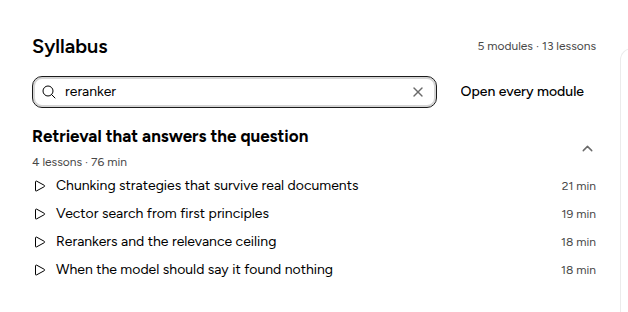 Syllabus
5 modules · 13 lessons
reranker
Open every module
Retrieval that answers the question
4 lessons · 76 min
Chunking strategies that survive real documents 21 min
Vector search from first principles 19 min
Rerankers and the relevance ceiling 18 min
When the model should say it found nothing 18 min